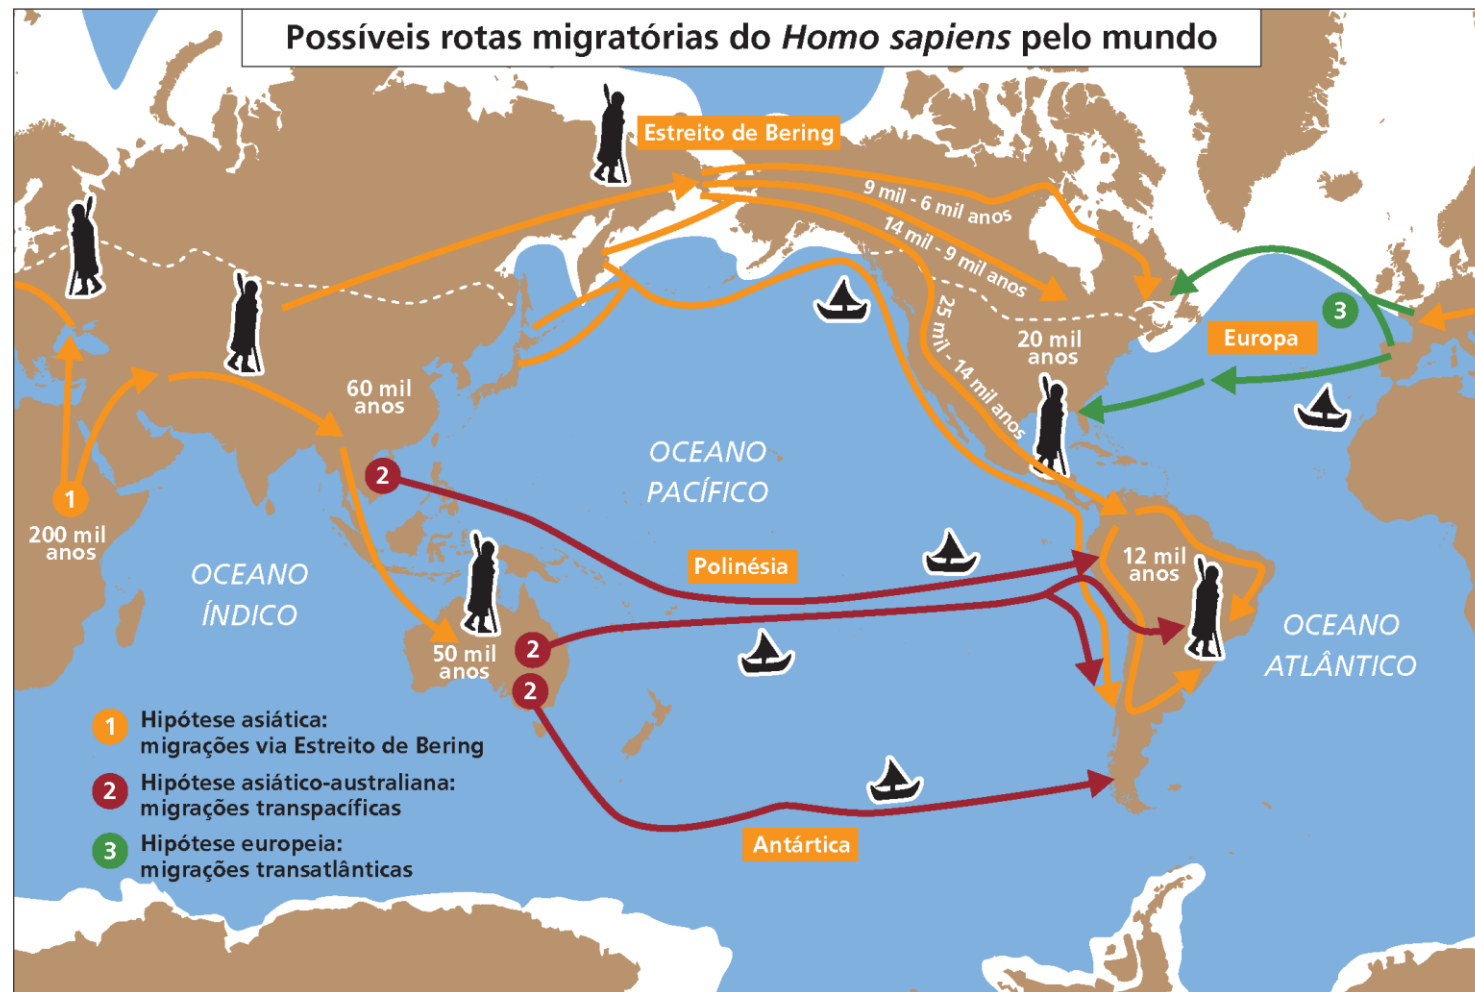 Possíveis rotas migratórias do Homo sapiens pelo mundo
Estreito de Bering
9 mil - 6 mil anos
14 mil - 9 mil anos
25 mil - 14 mil anos
20 mil
anos
3
Europa
60 mil
anos
OCEANO
PACÍFICO
2
1
200 mil
anos
OCEANO
ÍNDICO
Polinésia
12 mil
anos
2
50 mil
anos
2
OCEANO
ATLÂNTICO
Antártica
1 Hipótese asiática:
migrações via Estreito de Bering
2 Hipótese asiático-australiana:
migrações transpacíficas
3 Hipótese europeia:
migrações transatlânticas